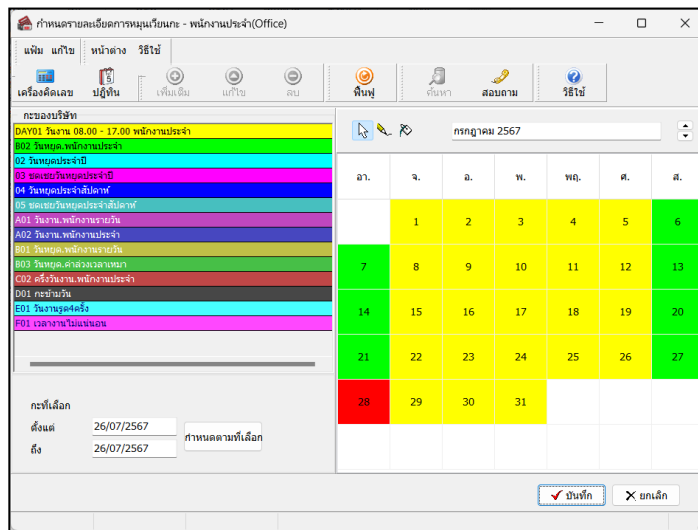 กำหนดรายละเอียดการหมุนเวียนกะ - พนักงานประจำ(Office)
แฟ้ม แก้ไข หน้าต่าง วิธีใช้
เครื่องคิดเลข ปฏิทิน เพิ่มเติม แก้ไข ลบ ฟื้นฟู ค้นหา สอบถาม วิธีใช้
กะของบริษัท
DAY01 วันงาน 08.00 - 17.00 พนักงานประจำ
B02 วันหยุด.พนักงานประจำ
02 วันหยุดประจำปี
03 ชดเชยวันหยุดประจำปี
04 วันหยุดประจำสัปดาห์
05 ชดเชยวันหยุดประจำสัปดาห์
A01 วันงาน.พนักงานรายวัน
A02 วันงาน.พนักงานประจำ
B01 วันหยุด.พนักงานรายวัน
B03 วันหยุด.ค่าล่วงเวลาเหมา
C02 ครึ่งวันงาน.พนักงานประจำ
D01 กะข้ามวัน
E01 วันงานรูด4ครั้ง
F01 เวลางานไม่แน่นอน
กะที่เลือก
ตั้งแต่ 26/07/2567
ถึง 26/07/2567
กำหนดตามที่เลือก
กรกฎาคม 2567
อา. จ. อ. พ. พฤ. ศ. ส.
1 2 3 4 5 6
7 8 9 10 11 12 13
14 15 16 17 18 19 20
21 22 23 24 25 26 27
28 29 30 31
บันทึก ยกเลิก